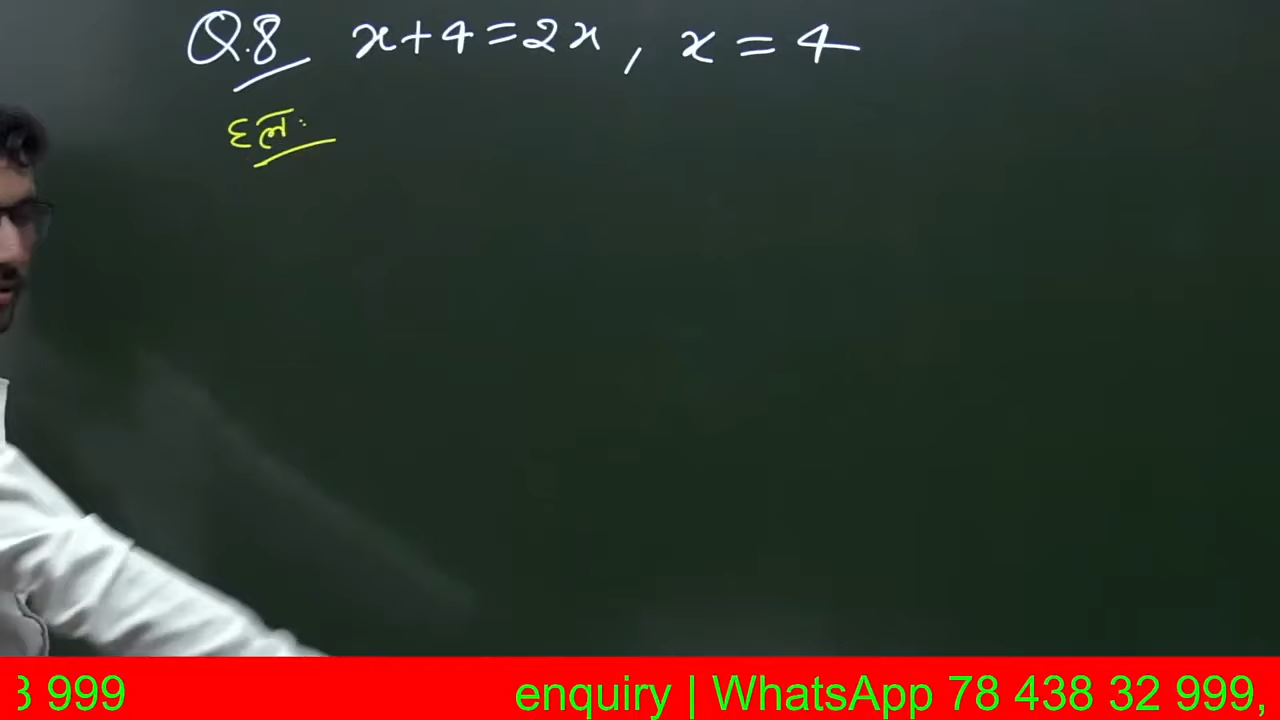 Q.8 x+4=2x, x=4
हल:
3 999 enquiry | WhatsApp 78 438 32 999,